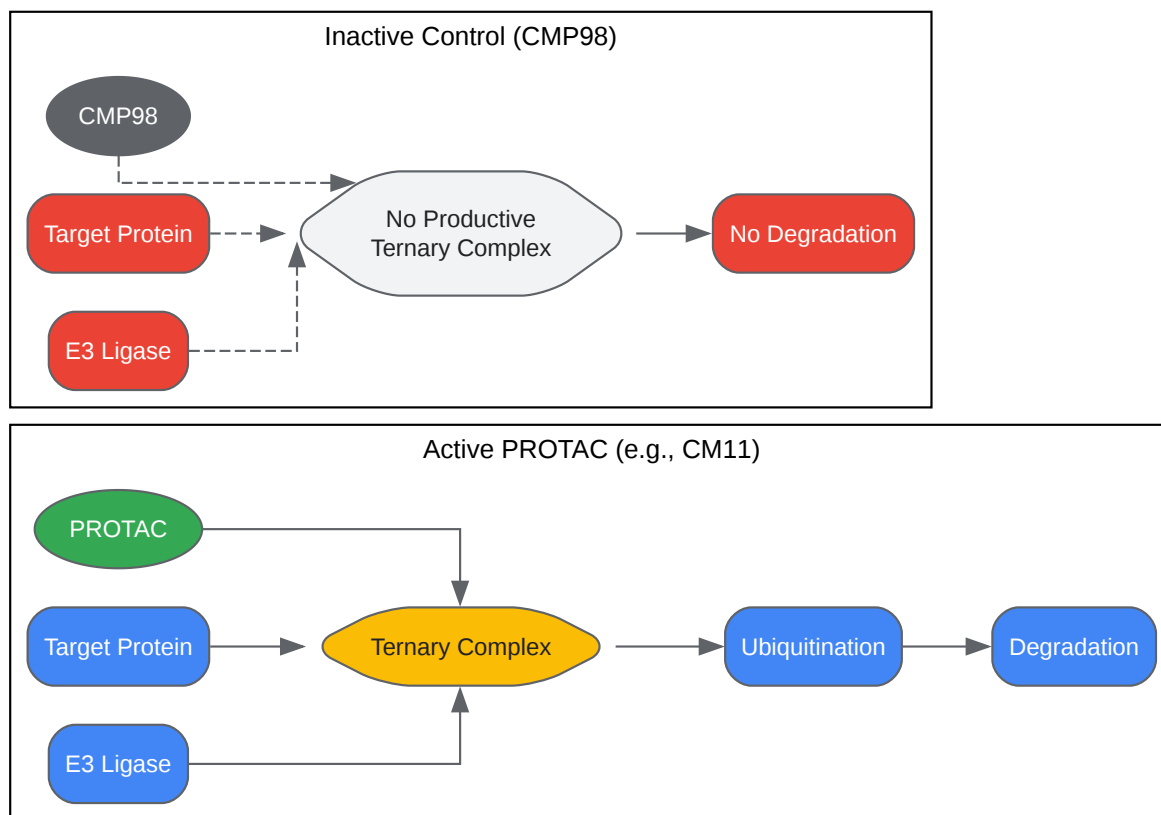 Inactive Control (CMP98)
CMP98
Target Protein
No Productive
Ternary Complex
No Degradation
E3 Ligase
Active PROTAC (e.g., CM11)
PROTAC
Target Protein
Ternary Complex
Ubiquitination
Degradation
E3 Ligase